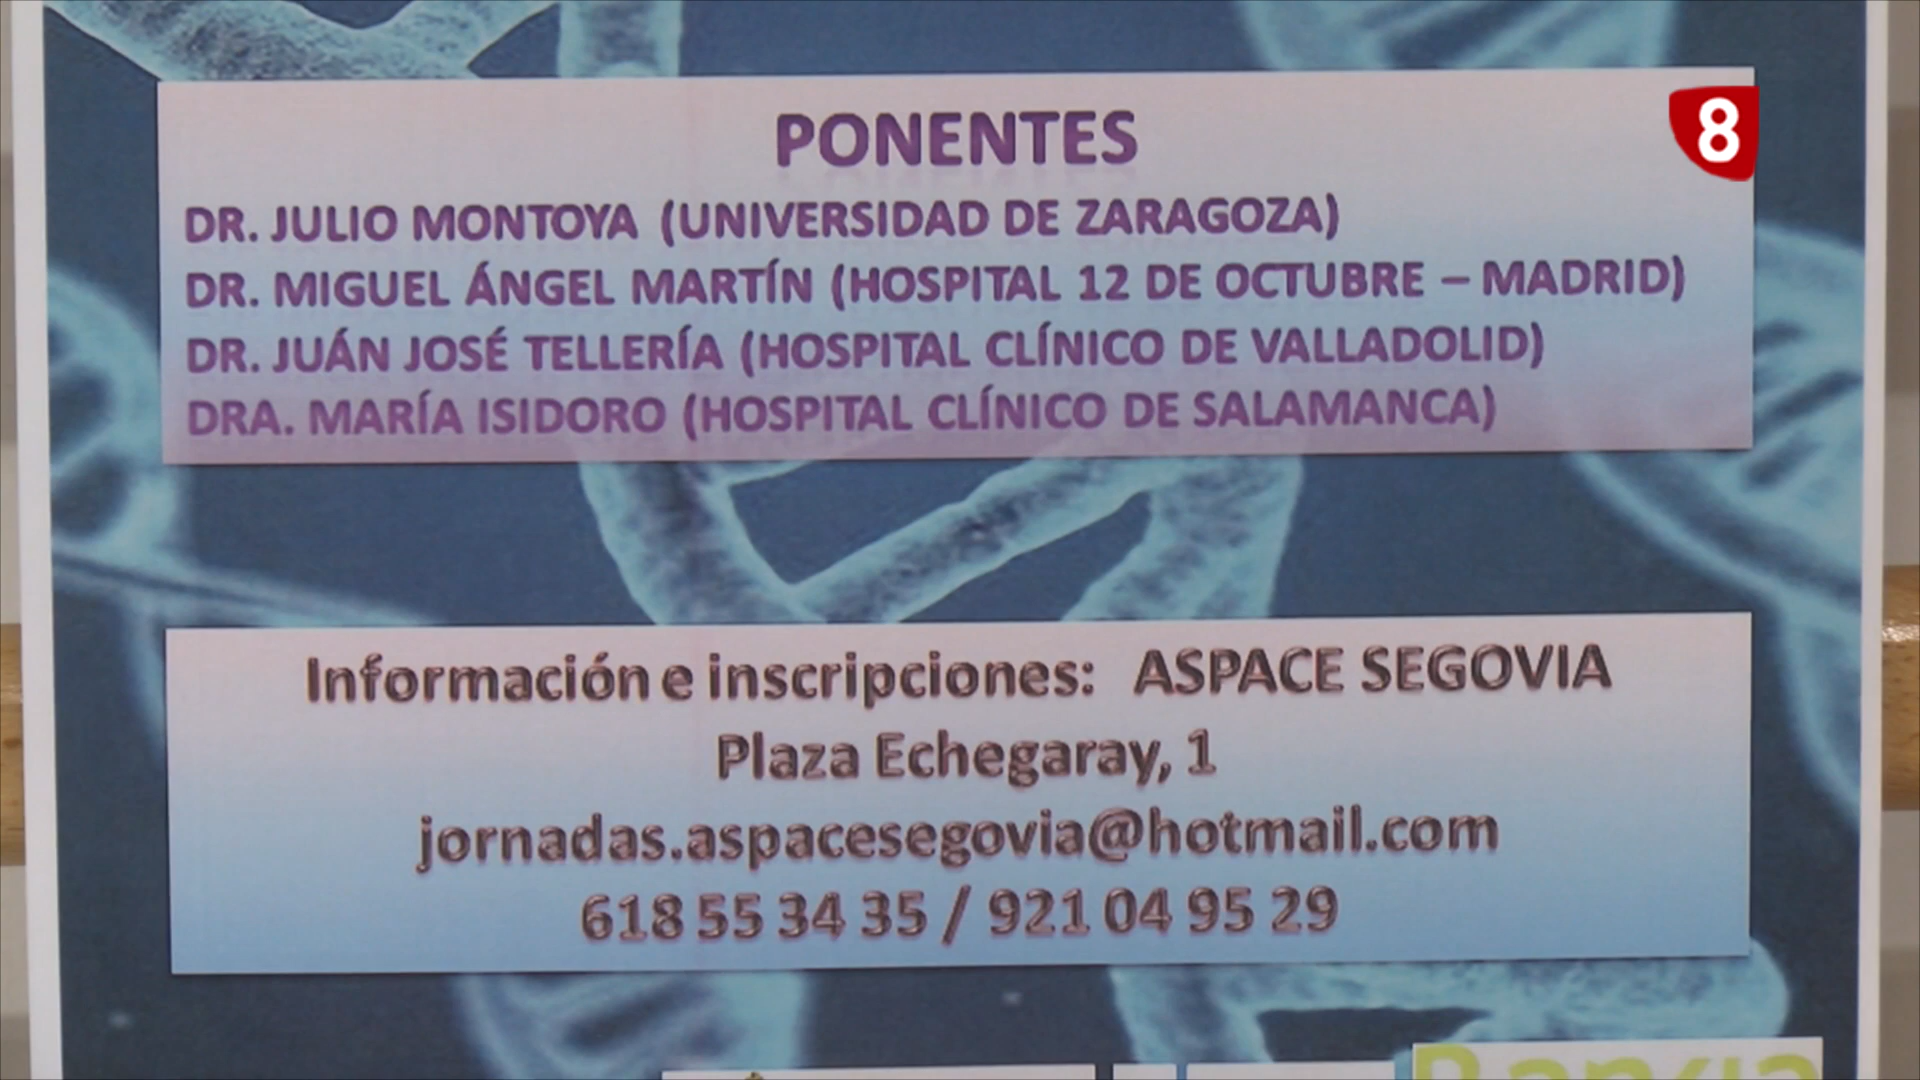 PONENTES
8
DR. JULIO MONTOYA (UNIVERSIDAD DE ZARAGOZA)
DR. MIGUEL ÁNGEL MARTÍN (HOSPITAL 12 DE OCTUBRE – MADRID)
DR. JUÁN JOSÉ TELLERÍA (HOSPITAL CLÍNICO DE VALLADOLID)
DRA. MARÍA ISIDORO (HOSPITAL CLÍNICO DE SALAMANCA)
Información e inscripciones: ASPACE SEGOVIA
Plaza Echegaray, 1
jornadas.aspacesegovia@hotmail.com
618 55 34 35 / 921 04 95 29
Bankia